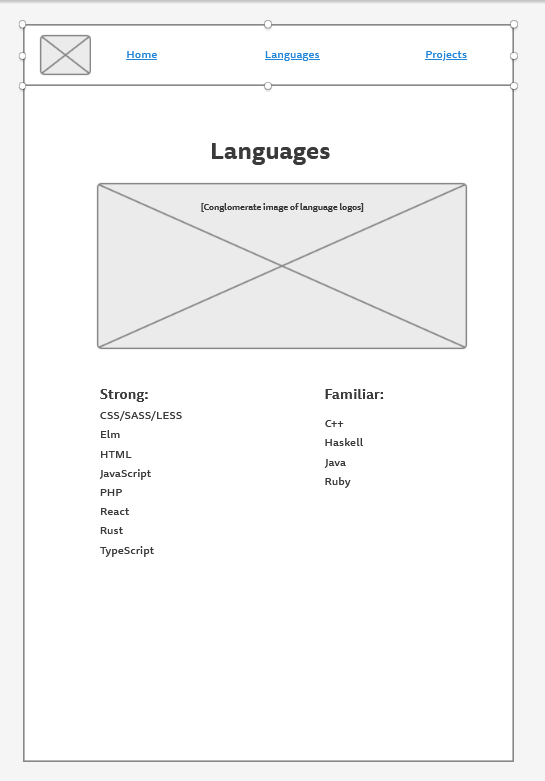 Home Languages Projects
Languages
[Conglomerate image of language logos]
Strong:
CSS/SASS/LESS
Elm
HTML
JavaScript
PHP
React
Rust
TypeScript
Familiar:
C++
Haskell
Java
Ruby